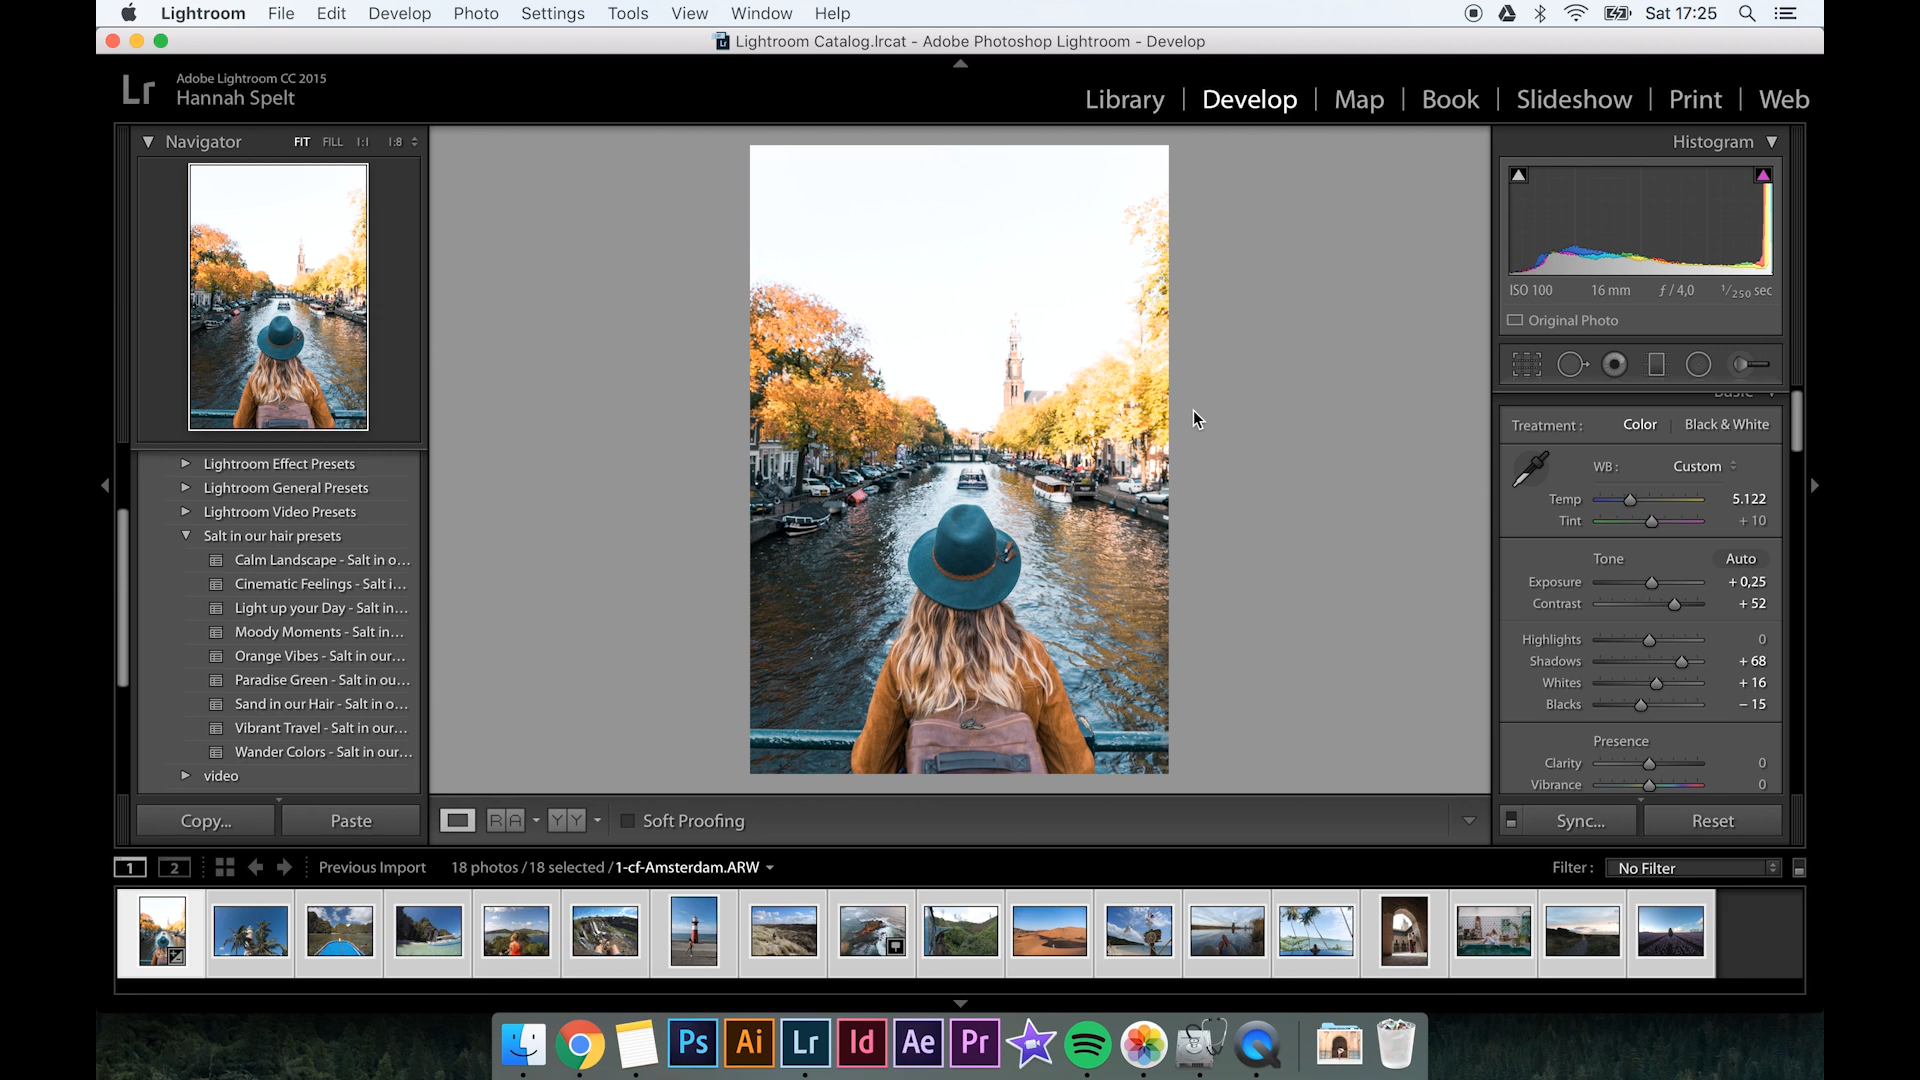 Lightroom File Edit Develop Photo Settings Tools View Window Help Sat 17:25
Lightroom Catalog.lrcat - Adobe Photoshop Lightroom - Develop
Lr Adobe Lightroom CC 2015
Hannah Spelt
Library | Develop | Map | Book | Slideshow | Print | Web
Navigator FIT FILL 1:1 1:8
Histogram
ISO 100 16 mm ƒ / 4,0 1/250 sec
Original Photo
Basic
Treatment : Color Black & White
WB : Custom
Temp 5.122
Tint + 10
Tone Auto
Exposure + 0,25
Contrast + 52
Highlights 0
Shadows + 68
Whites + 16
Blacks – 15
Presence
Clarity 0
Vibrance 0
Lightroom Effect Presets
Lightroom General Presets
Lightroom Video Presets
Salt in our hair presets
Calm Landscape - Salt in o...
Cinematic Feelings - Salt i...
Light up your Day - Salt in...
Moody Moments - Salt in...
Orange Vibes - Salt in our...
Paradise Green - Salt in ou...
Sand in our Hair - Salt in o...
Vibrant Travel - Salt in our...
Wander Colors - Salt in our...
video
Copy... Paste
R A Y Y Soft Proofing
Sync... Reset
1 2 Previous Import 18 photos / 18 selected / 1-cf-Amsterdam.ARW
Filter : No Filter
Ps Ai Lr Id Ae Pr